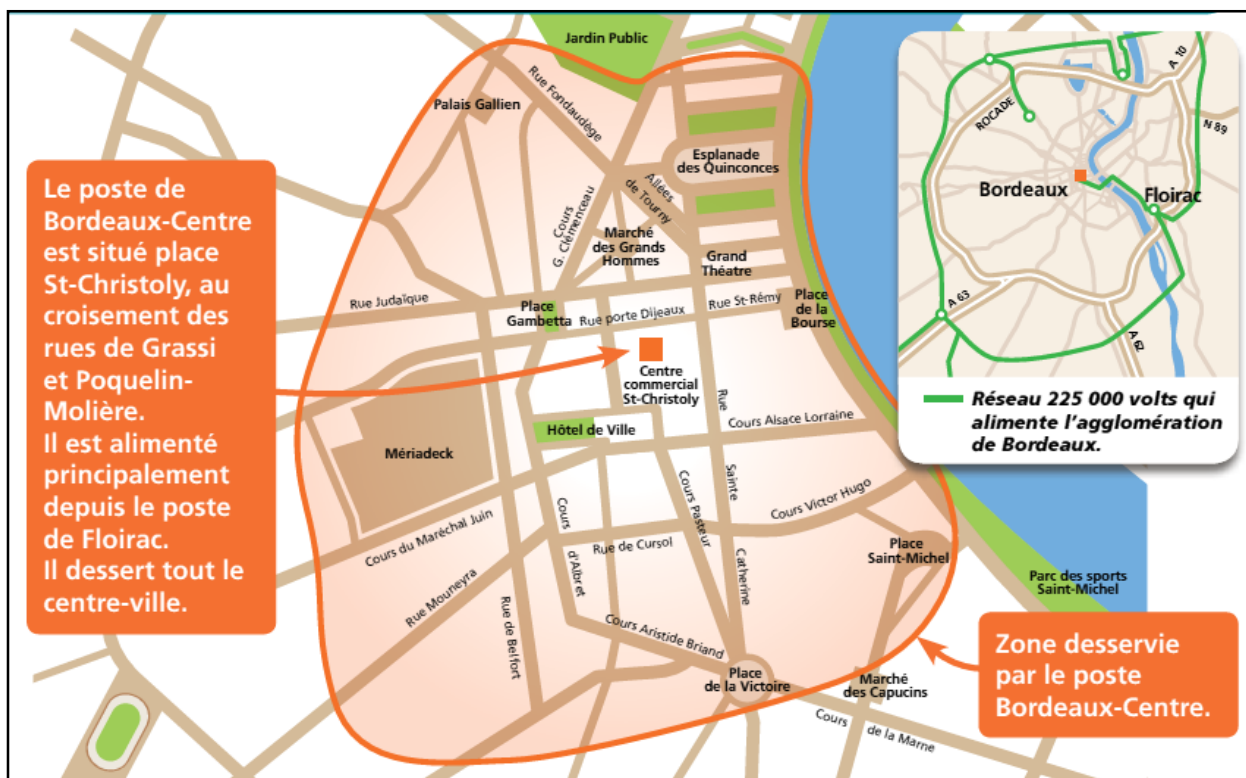 Jardin Public
Palais Gallien
Rue Fondaudège
Esplanade
des Quinconces
Allées
de Tourny
Cours
G. Clémenceau
Marché
des Grands
Hommes
Grand
Théatre
Rue Judaïque
Place
Gambetta
Rue porte Dijeaux
Rue St-Rémy
Place
de la
Bourse
Centre
commercial
St-Christoly
Rue
Sainte
Catherine
Cours Alsace Lorraine
Hôtel de Ville
Mériadeck
Cours du Maréchal Juin
Cours
d'Albret
Cours Pasteur
Cours Victor Hugo
Rue de Cursol
Place
Saint-Michel
Rue Mouneyra
Rue de Belfort
Cours Aristide Briand
Place
de la Victoire
Marché
des Capucins
Cours
de la Marne
Parc des sports
Saint-Michel
Le poste de
Bordeaux-Centre
est situé place
St-Christoly, au
croisement des
rues de Grassi
et Poquelin-
Molière.
Il est alimenté
principalement
depuis le poste
de Floirac.
Il dessert tout le
centre-ville.
Zone desservie
par le poste
Bordeaux-Centre.
A 10
ROCADE
N 89
Bordeaux
Floirac
A 63
A 62
Réseau 225 000 volts qui
alimente l'agglomération
de Bordeaux.